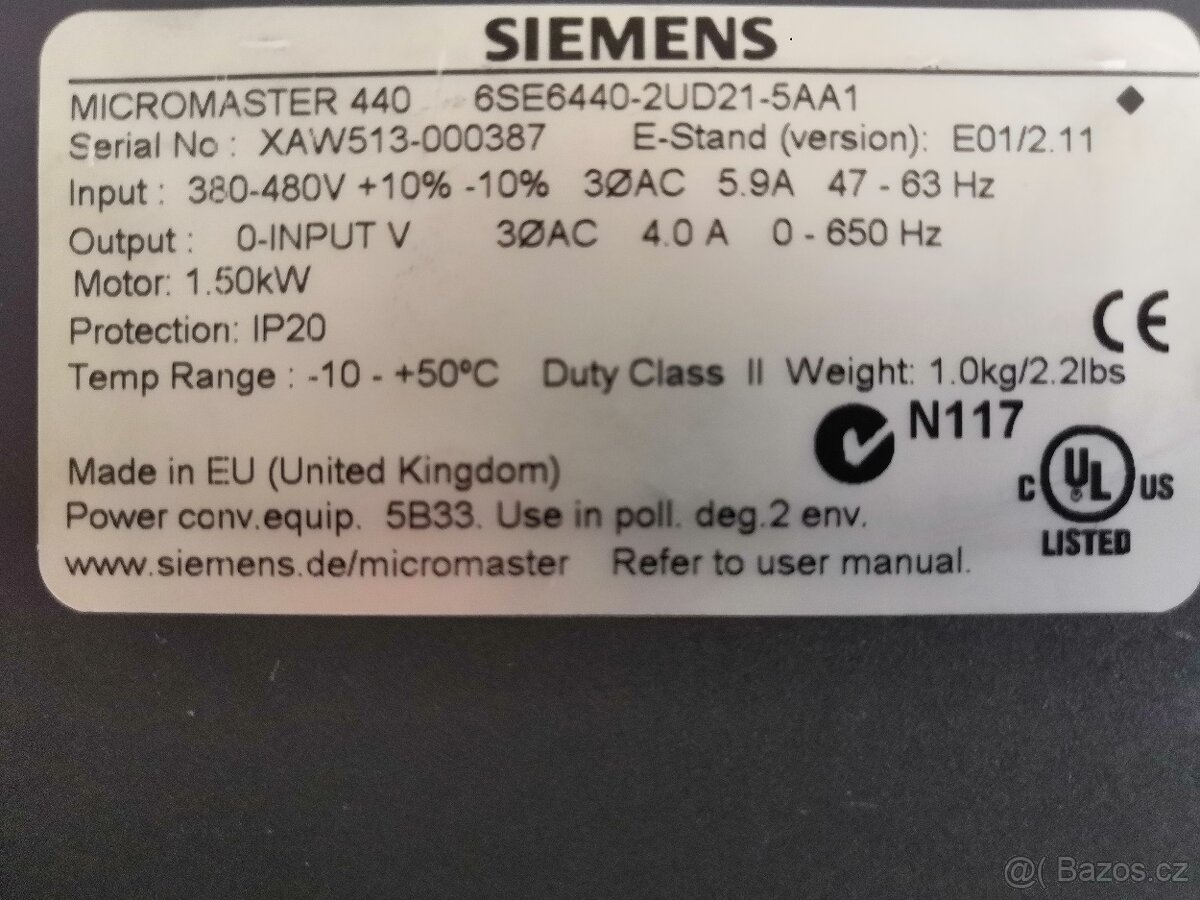 SIEMENS
MICROMASTER 440 6SE6440-2UD21-5AA1
Serial No : XAW513-000387 E-Stand (version): E01/2.11
Input : 380-480V +10% -10% 3ØAC 5.9A 47 - 63 Hz
Output : 0-INPUT V 3ØAC 4.0 A 0 - 650 Hz
Motor: 1.50kW
Protection: IP20
CE
Temp Range : -10 - +50ºC Duty Class II Weight: 1.0kg/2.2lbs
N117
Made in EU (United Kingdom)
C UL US
LISTED
Power conv.equip. 5B33. Use in poll. deg.2 env.
www.siemens.de/micromaster Refer to user manual.
@( Bazos.cz